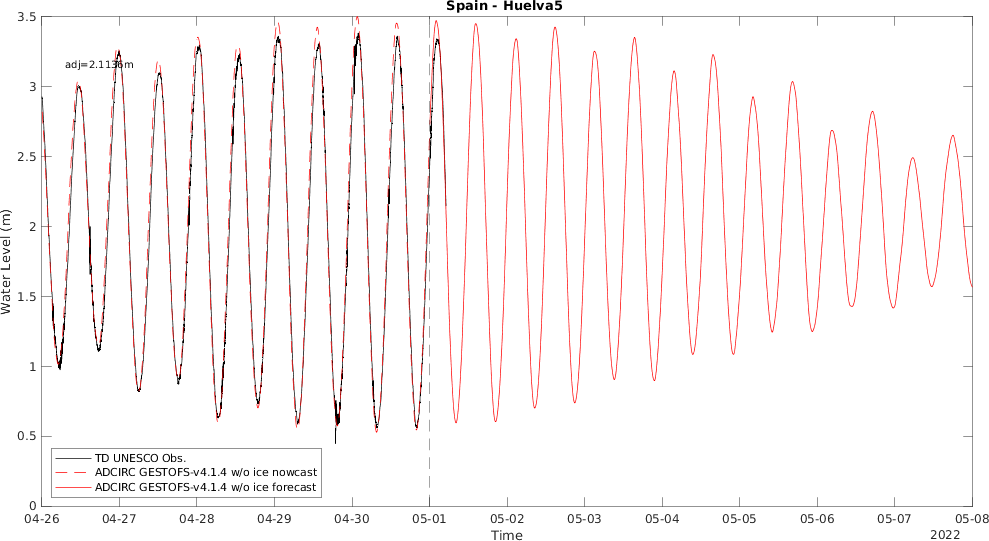 Spain - Huelva5
3.5
3
2.5
2
1.5
1
0.5
0
Water Level (m)
adj=2.1136m
TD UNESCO Obs.
ADCIRC GESTOFS-v4.1.4 w/o ice nowcast
ADCIRC GESTOFS-v4.1.4 w/o ice forecast
04-26 04-27 04-28 04-29 04-30 05-01 05-02 05-03 05-04 05-05 05-06 05-07 05-08
Time
2022